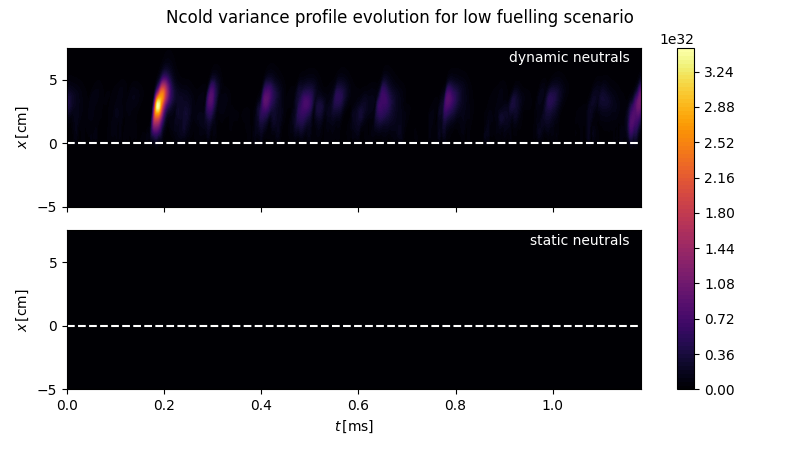 Ncold variance profile evolution for low fuelling scenario
1e32
dynamic neutrals
5
0
−5
x [cm]
static neutrals
5
0
−5
x [cm]
0.0 0.2 0.4 0.6 0.8 1.0
t [ms]
3.24
2.88
2.52
2.16
1.80
1.44
1.08
0.72
0.36
0.00